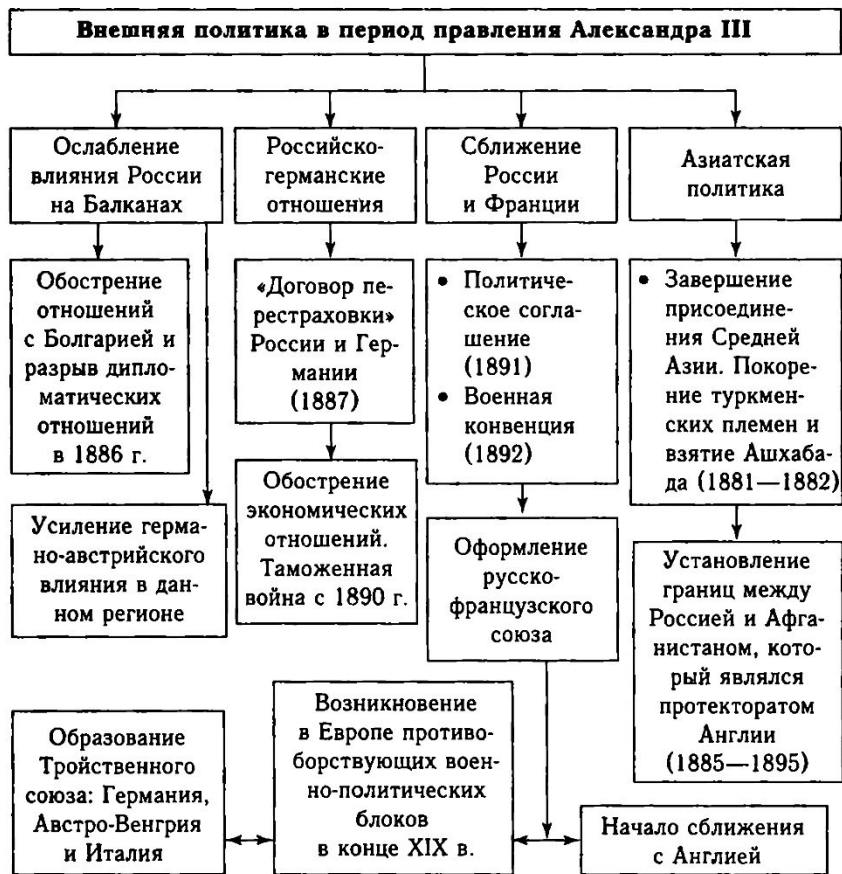 Внешняя политика в период правления Александра III
Ослабление
влияния России
на Балканах
Российско-
германские
отношения
Сближение
России
и Франции
Азиатская
политика
Обострение
отношений
с Болгарией и
разрыв дипло-
матических
отношений
в 1886 г.
«Договор пе-
рестраховки»
России и Гер-
мании
(1887)
• Политиче-
ское согла-
шение
(1891)
• Военная
конвенция
(1892)
• Завершение
присоедине-
ния Средней
Азии. Покоре-
ние туркмен-
ских племен и
взятие Ашхаба-
да (1881—1882)
Усиление герма-
но-австрийского
влияния в дан-
ном регионе
Обострение
экономических
отношений.
Таможенная
война с 1890 г.
Оформление
русско-
французского
союза
Установление
границ между
Россией и Афга-
нистаном, кото-
рый являлся
протекторатом
Англии
(1885—1895)
Образование
Тройственного
союза: Германия,
Австро-Венгрия
и Италия
Возникновение
в Европе противо-
борствующих воен-
но-политических
блоков
в конце XIX в.
Начало сближения
с Англией